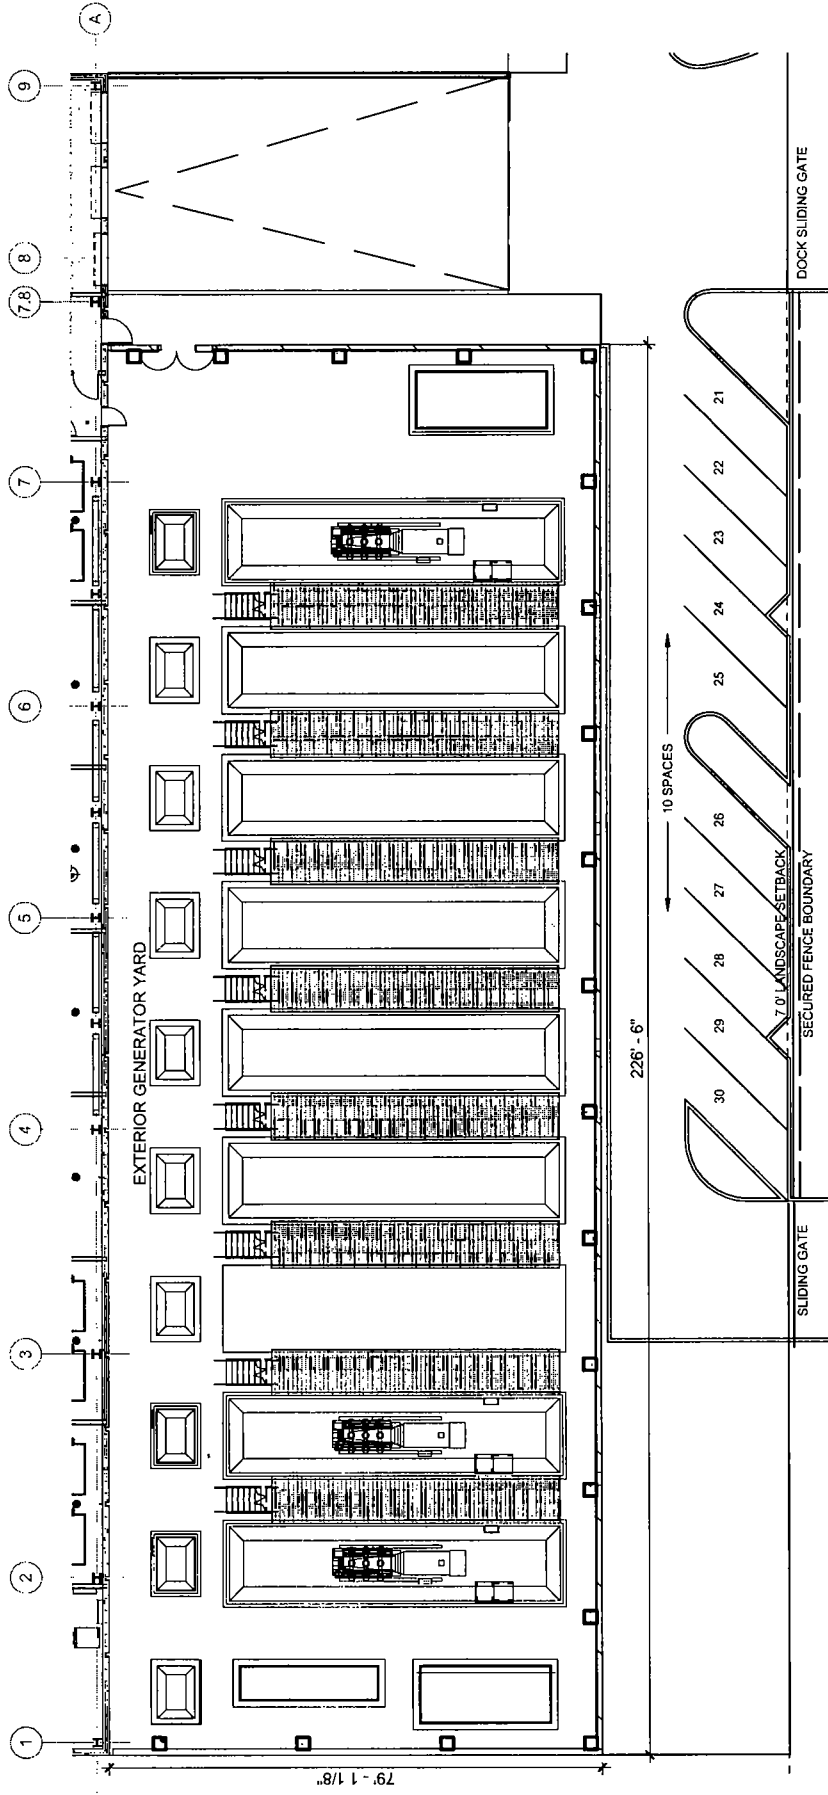 A
9
8
7.8
7
6
5
4
3
2
1
EXTERIOR GENERATOR YARD
79' - 1 1/8"
226' - 6"
10 SPACES
21
22
23
24
25
26
27
28
29
30
7 0' LANDSCAPE SETBACK
SECURED FENCE BOUNDARY
DOCK SLIDING GATE
SLIDING GATE